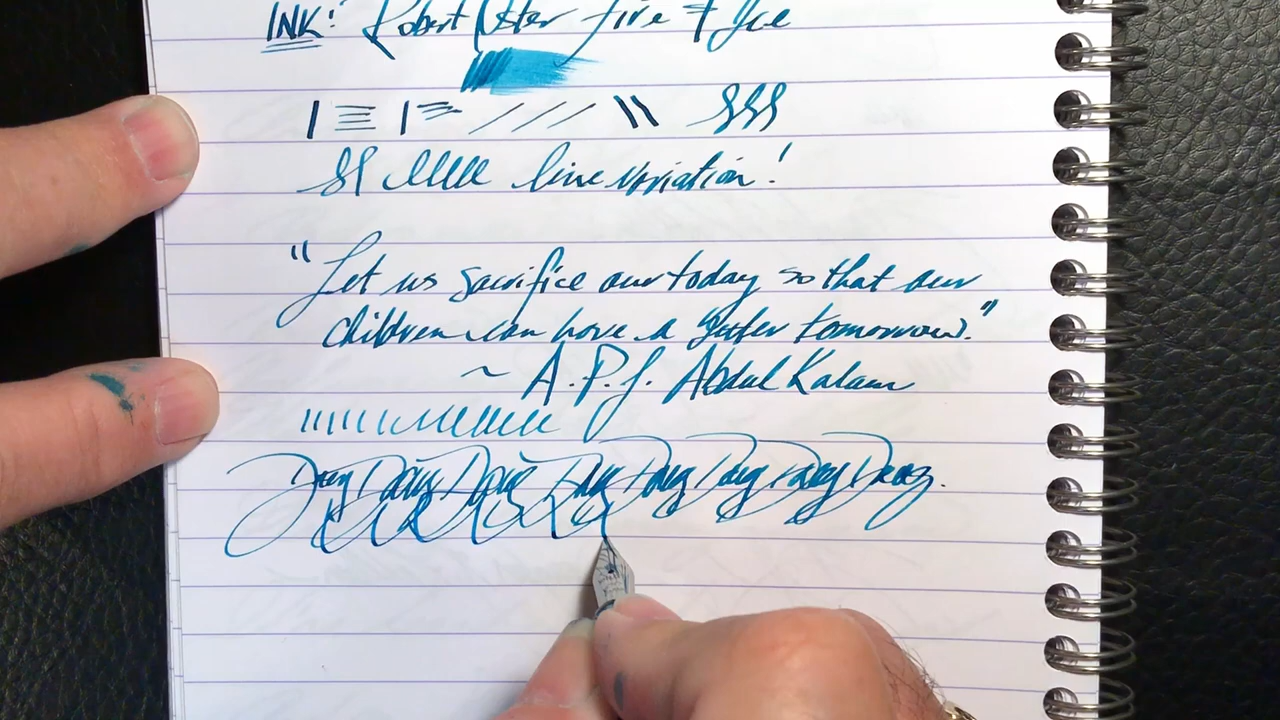 INK: Robert Oster Fire & Ice
line variation!
"Let us sacrifice our today so that our
children can have a better tomorrow."
~ A.P.J. Abdul Kalam